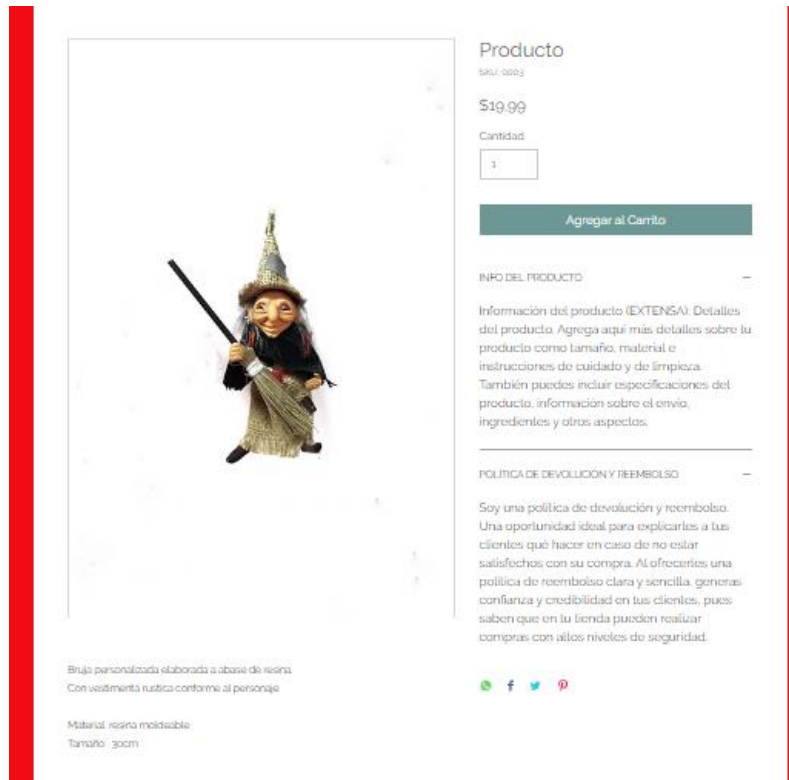 Producto
SKU: 0003
$19,99
Cantidad
1
Agregar al Carrito
INFO DEL PRODUCTO
Información del producto (EXTENSA): Detalles
del producto. Agrega aquí más detalles sobre tu
producto como tamaño, material e
instrucciones de cuidado y de limpieza.
También puedes incluir especificaciones del
producto, información sobre el envío,
ingredientes y otros aspectos.
POLÍTICA DE DEVOLUCIÓN Y REEMBOLSO
Soy una política de devolución y reembolso.
Una oportunidad ideal para explicarles a tus
clientes qué hacer en caso de no estar
satisfechos con su compra. Al ofrecerles una
política de reembolso clara y sencilla, generas
confianza y credibilidad en tus clientes, pues
saben que en tu tienda pueden realizar
compras con altos niveles de seguridad.
Bruja personalizada elaborada a abase de resina
Con vestimenta rustica conforme al personaje
Material: resina moldeable
Tamaño : 30cm